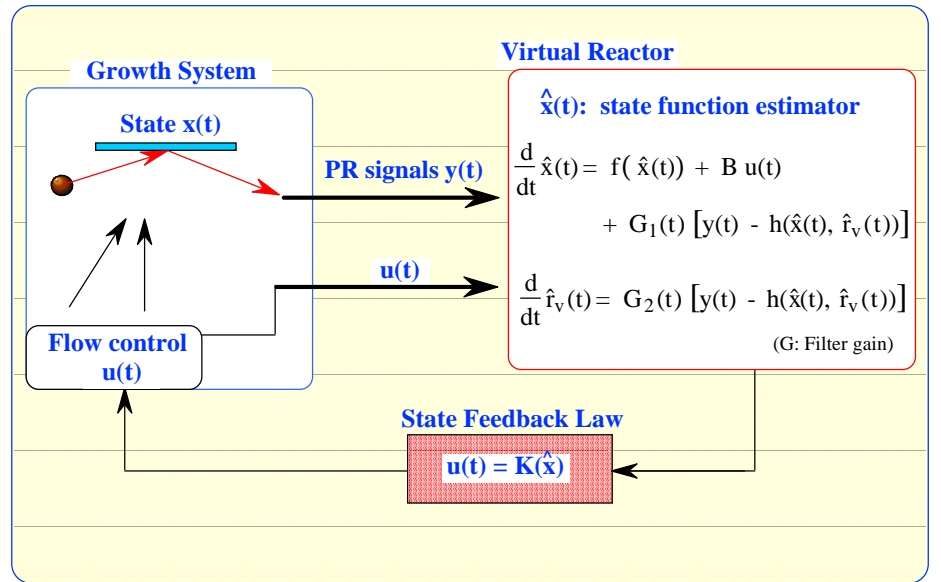 Growth System
State x(t)
PR signals y(t)
u(t)
Flow control
u(t)
Virtual Reactor
x̂(t): state function estimator
d/dt x̂(t) = f( x̂(t)) + B u(t)
+ G₁(t) [y(t) - h(x̂(t), r̂ᵥ(t))]
d/dt r̂ᵥ(t) = G₂(t) [y(t) - h(x̂(t), r̂ᵥ(t))]
(G: Filter gain)
State Feedback Law
u(t) = K(x̂)